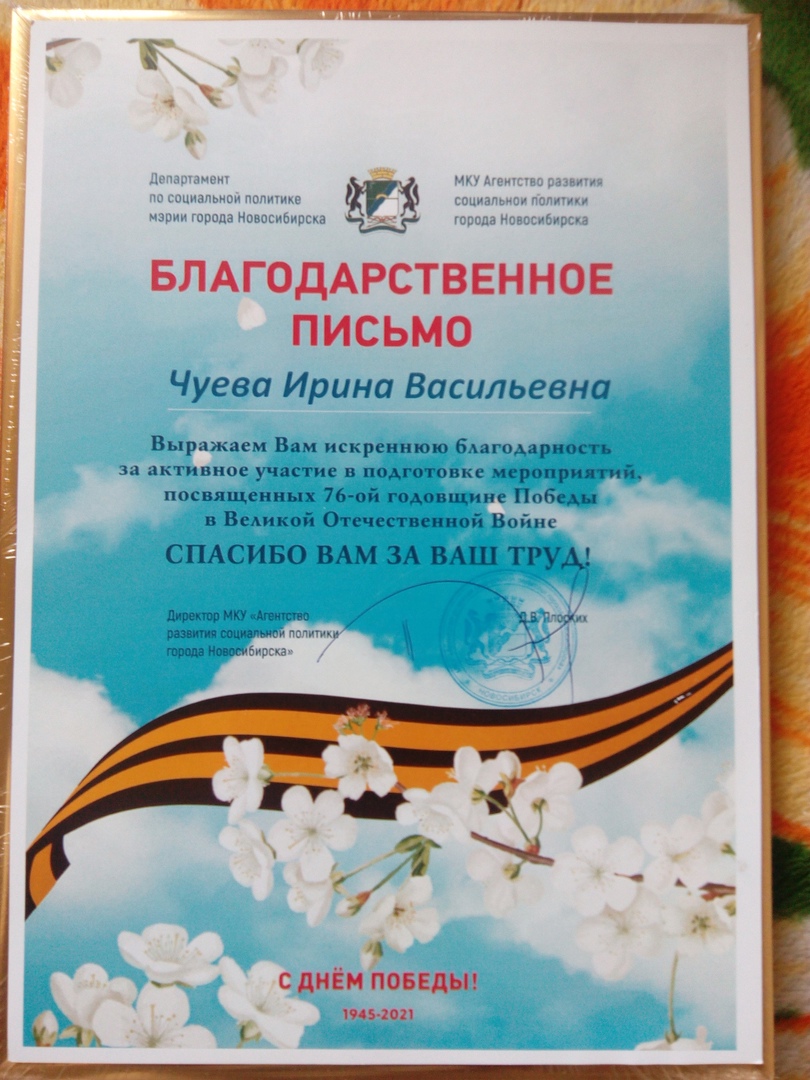 Департамент
по социальной политике
мэрии города Новосибирска
МКУ Агентство развития
социальной политики
города Новосибирска
БЛАГОДАРСТВЕННОЕ
ПИСЬМО
Чуева Ирина Васильевна
Выражаем Вам искреннюю благодарность
за активное участие в подготовке мероприятий,
посвященных 76-ой годовщине Победы
в Великой Отечественной Войне
СПАСИБО ВАМ ЗА ВАШ ТРУД!
Директор МКУ «Агентство
развития социальной политики
города Новосибирска»
Д.В. Плоских
НОВОСИБИРСК
С ДНЁМ ПОБЕДЫ!
1945-2021